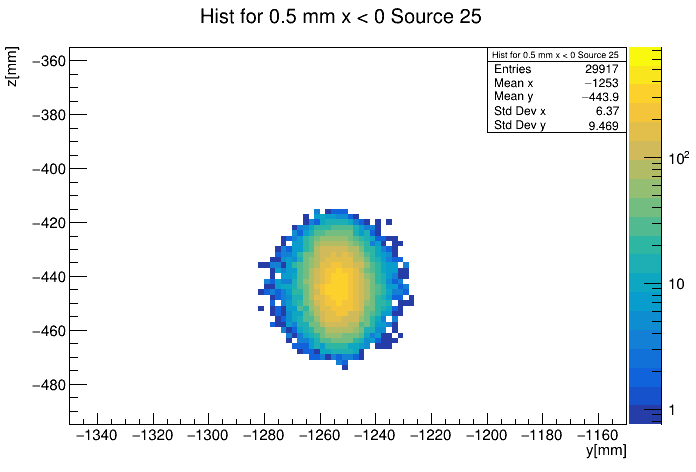 Hist for 0.5 mm x < 0 Source 25
z[mm]
−360
−380
−400
−420
−440
−460
−480
Hist for 0.5 mm x < 0 Source 25
Entries 29917
Mean x −1253
Mean y −443.9
Std Dev x 6.37
Std Dev y 9.469
10²
10
1
−1340 −1320 −1300 −1280 −1260 −1240 −1220 −1200 −1180 −1160
y[mm]